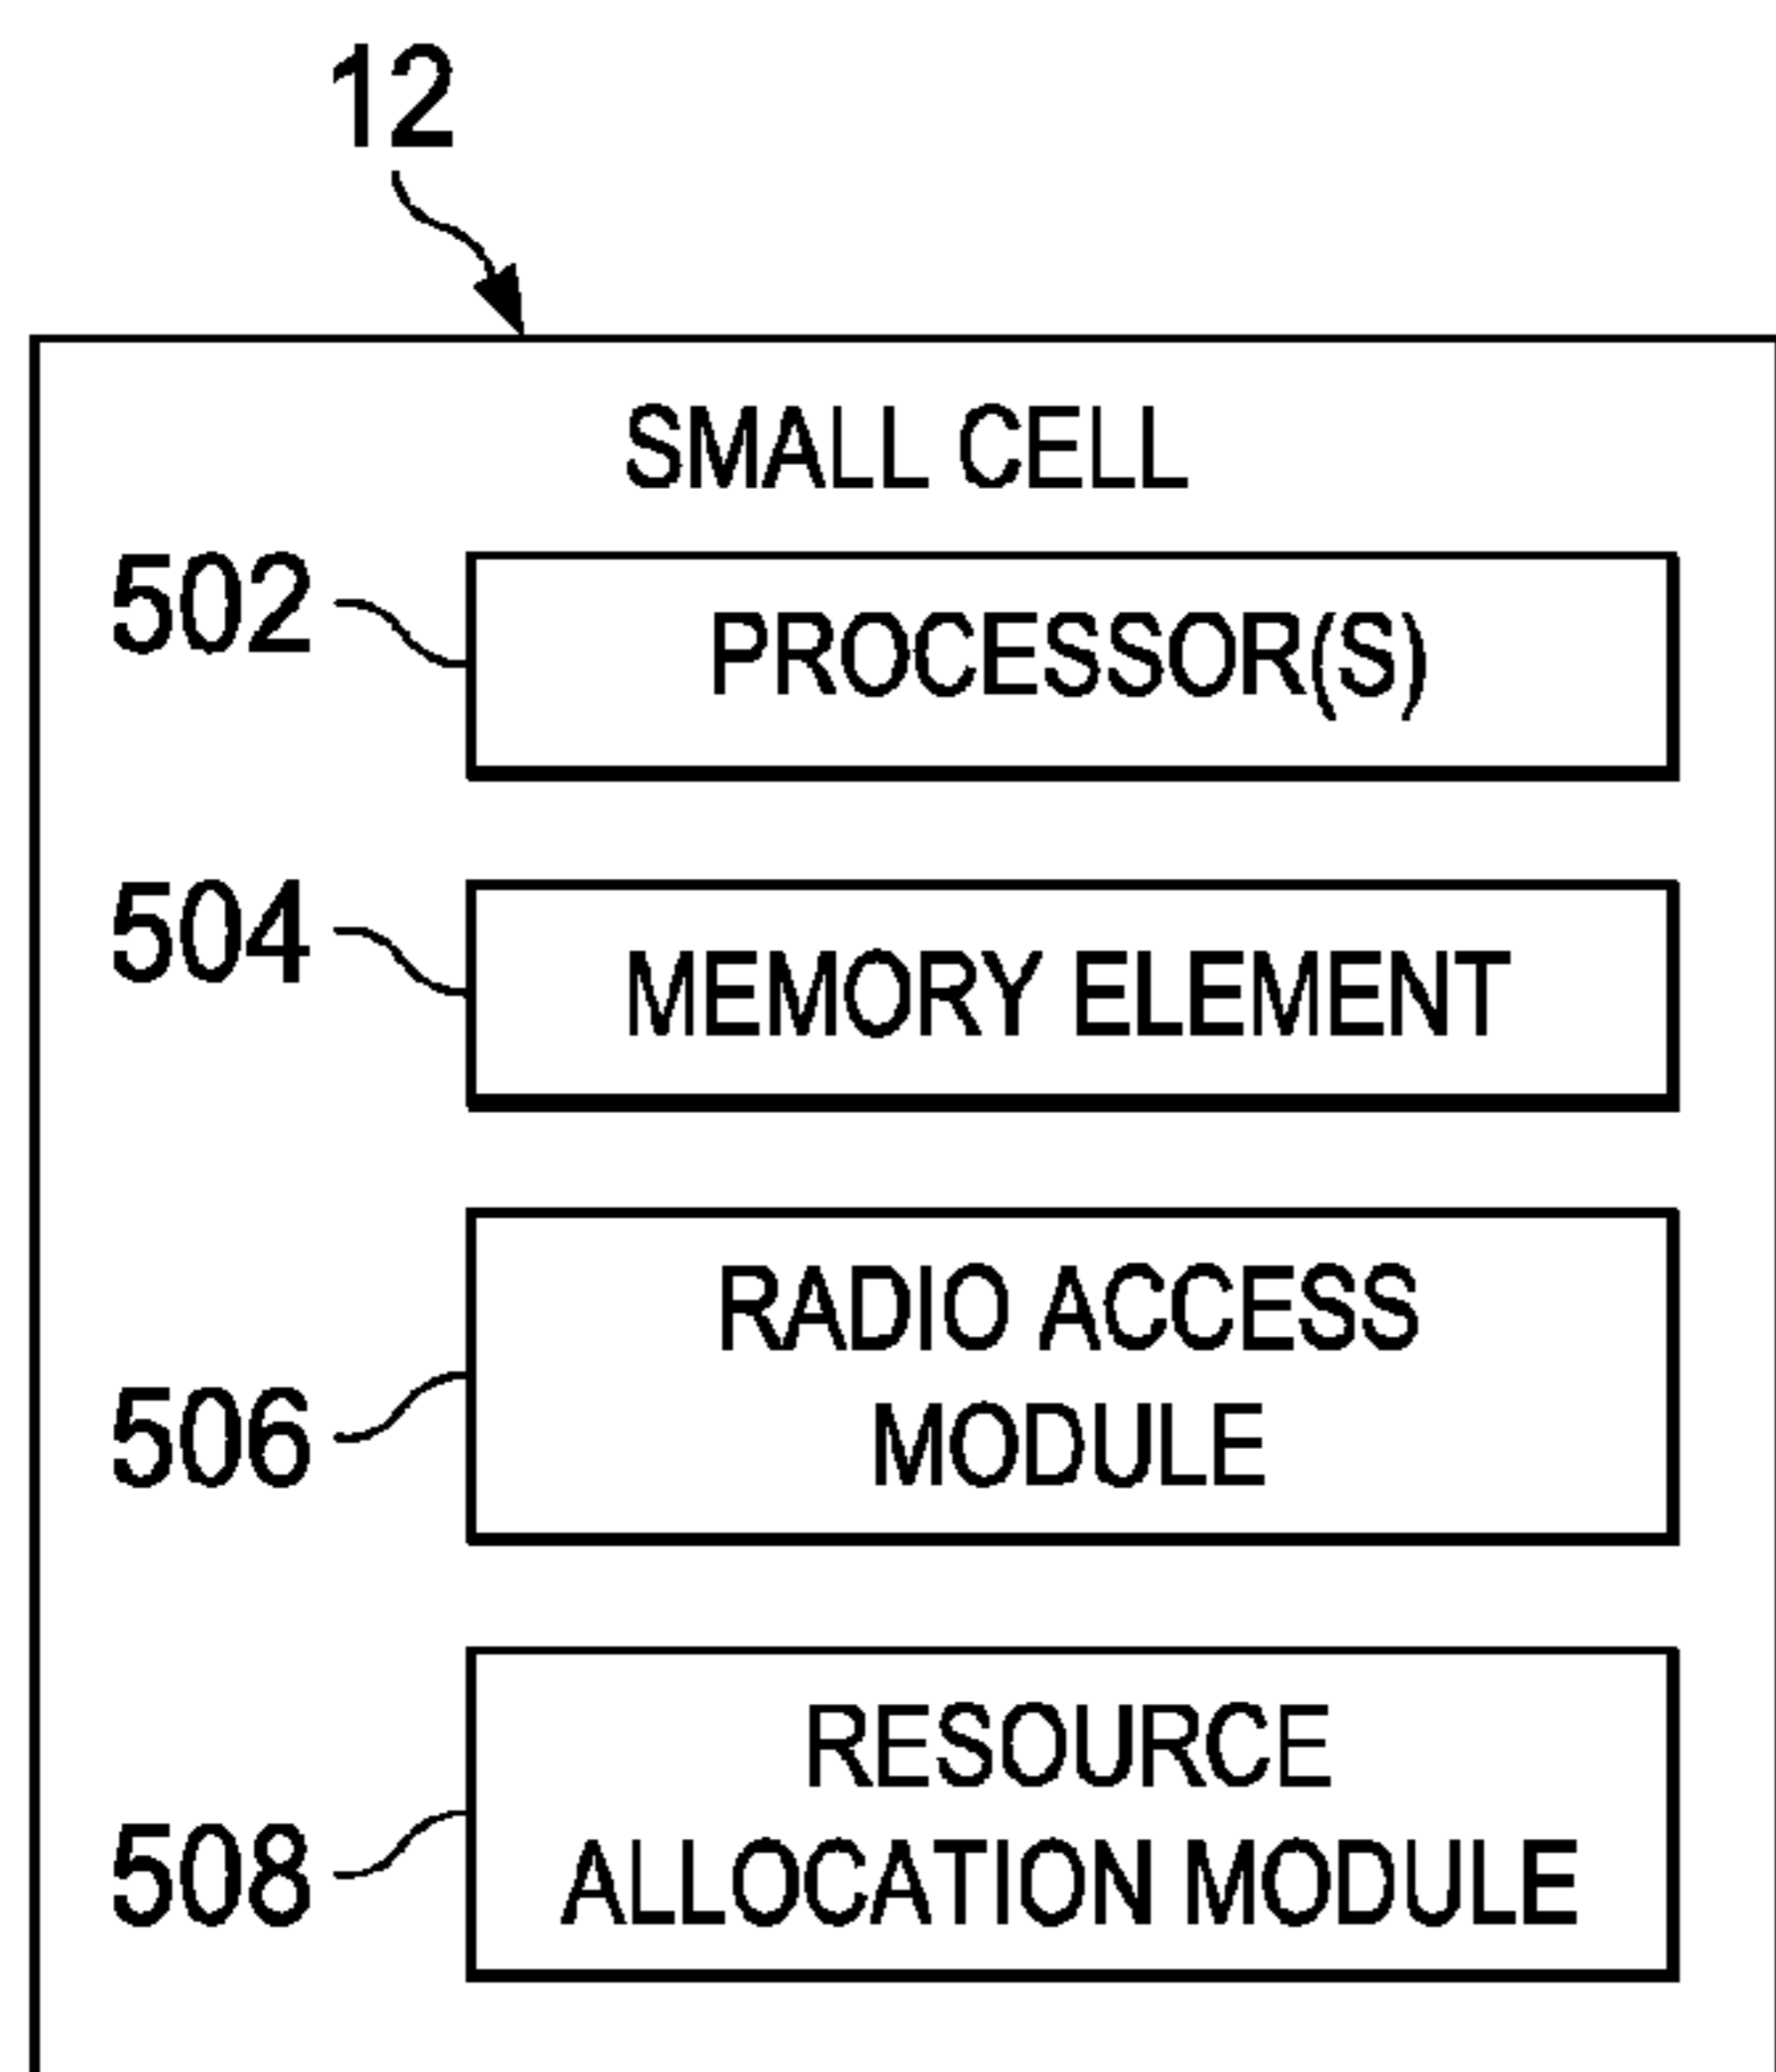 12
SMALL CELL
502
PROCESSOR(S)
504
MEMORY ELEMENT
RADIO ACCESS
MODULE
506
RESOURCE
ALLOCATION MODULE
508